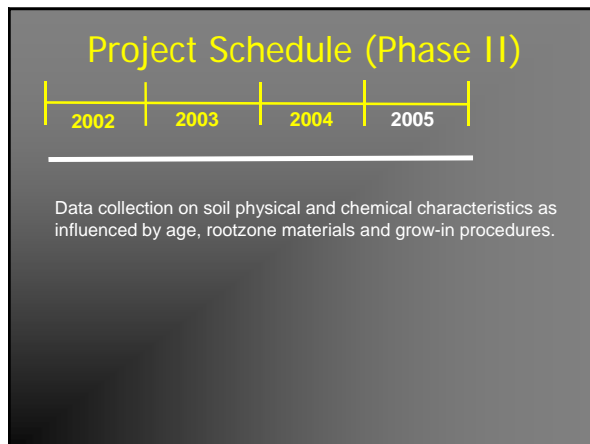 Project Schedule (Phase II)
2002 2003 2004 2005
Data collection on soil physical and chemical characteristics as
influenced by age, rootzone materials and grow-in procedures.